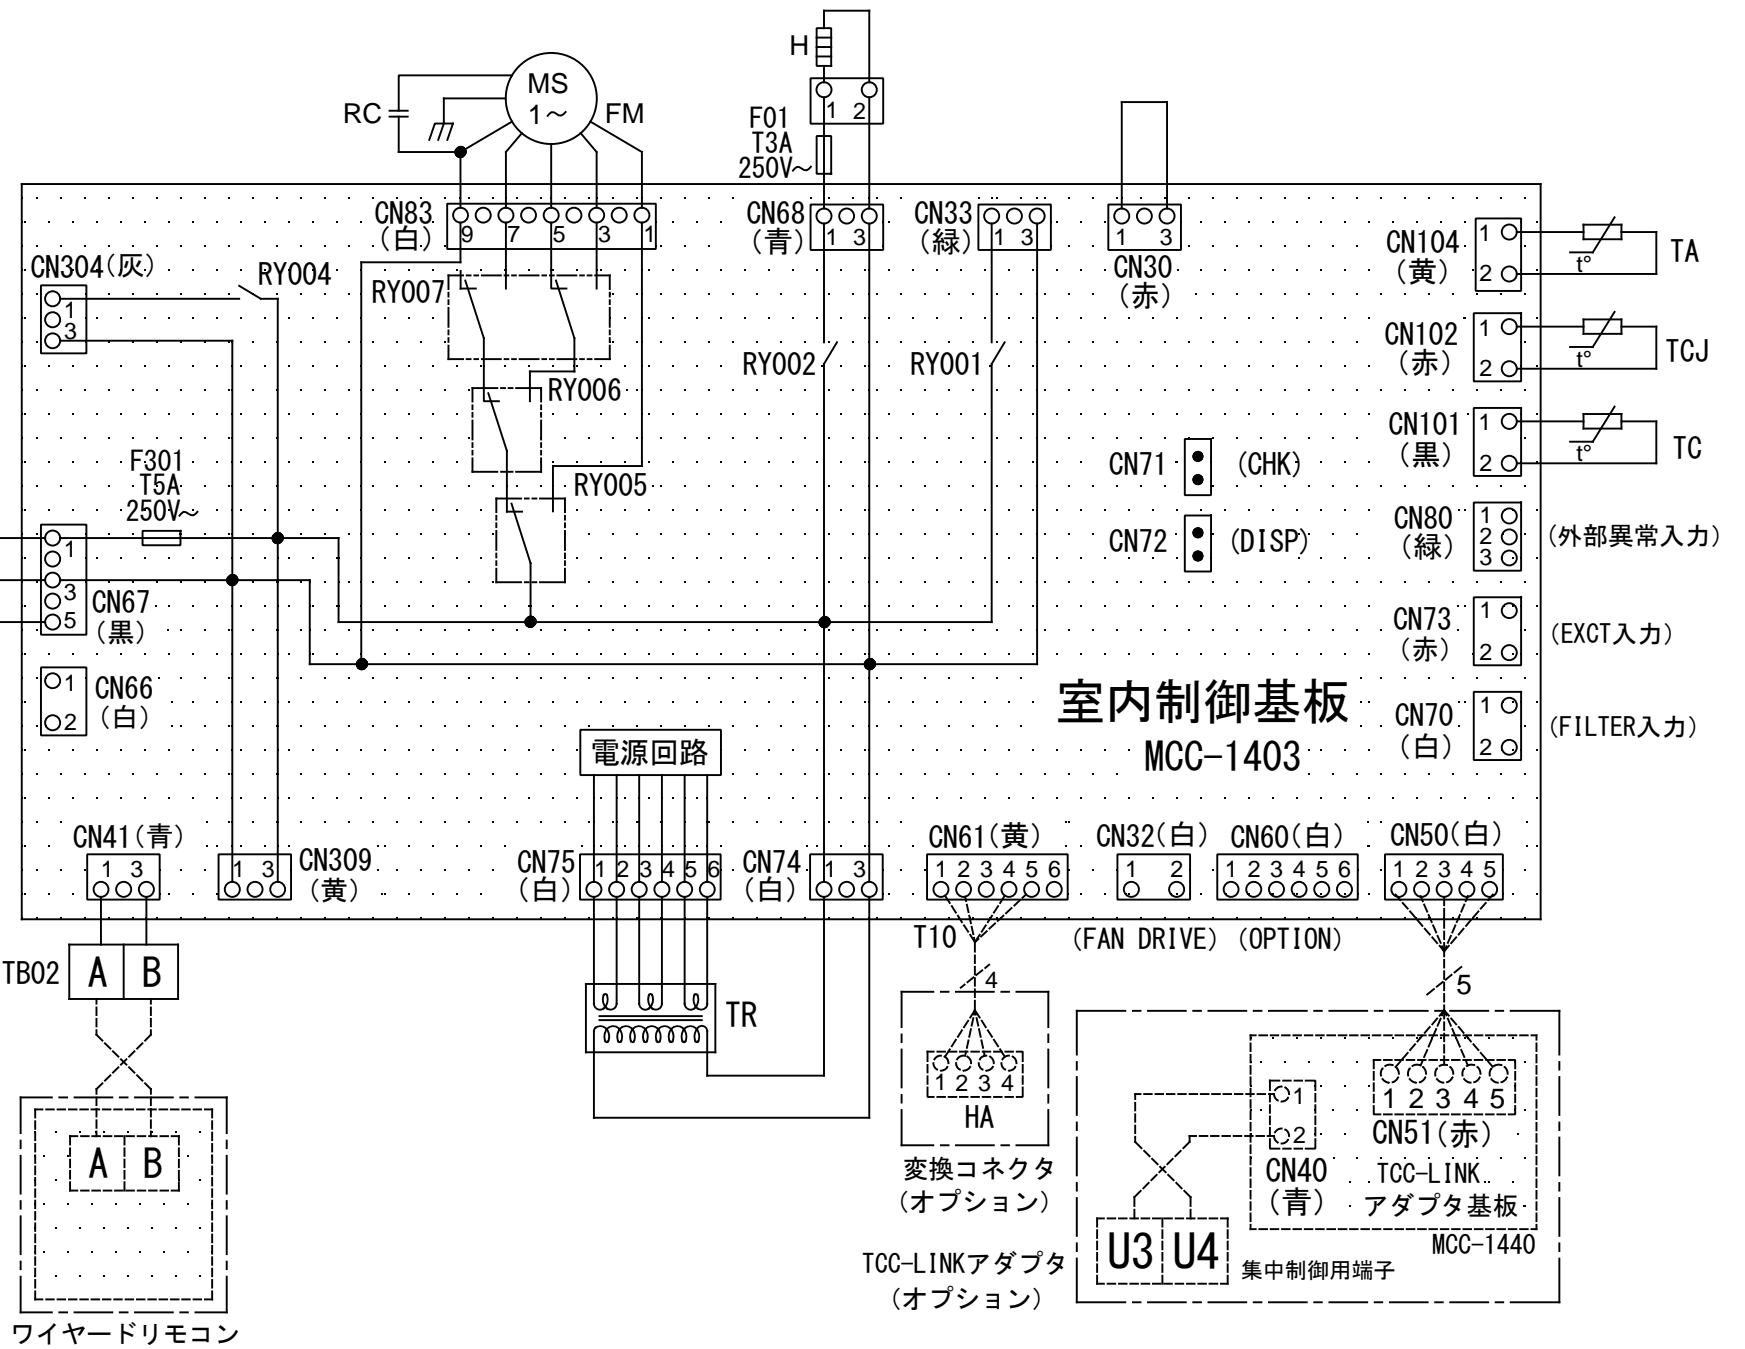 H
MS
1～
RC
FM
1 2
F01
T3A
250V～
CN83
(白)
9 7 5 3 1
CN68
(青)
1 3
CN33
(緑)
1 3
1 3
CN30
(赤)
CN104
(黄)
1
2
t°
TA
CN304(灰)
1
3
RY004
RY007
CN102
(赤)
1
2
t°
TCJ
RY002
RY001
RY006
CN101
(黒)
1
2
t°
TC
F301
T5A
250V～
RY005
CN71
(CHK)
CN72
(DISP)
CN80
(緑)
1
2
3
(外部異常入力)
1
3
5
CN67
(黒)
CN73
(赤)
1
2
(EXCT入力)
1
2
CN66
(白)
室内制御基板
MCC-1403
CN70
(白)
1
2
(FILTER入力)
電源回路
CN41(青)
1 3
1 3
CN309
(黄)
CN75
(白)
1 2 3 4 5 6
CN74
(白)
1 3
CN61(黄)
1 2 3 4 5 6
CN32(白)
1 2
CN60(白)
1 2 3 4 5 6
CN50(白)
1 2 3 4 5
T10
(FAN DRIVE)
(OPTION)
TB02
A B
TR
4
5
1 2 3 4
HA
変換コネクタ
(オプション)
1
2
CN40
(青)
1 2 3 4 5
CN51(赤)
TCC-LINK
アダプタ基板
MCC-1440
A B
U3 U4
集中制御用端子
TCC-LINKアダプタ
(オプション)
ワイヤードリモコン